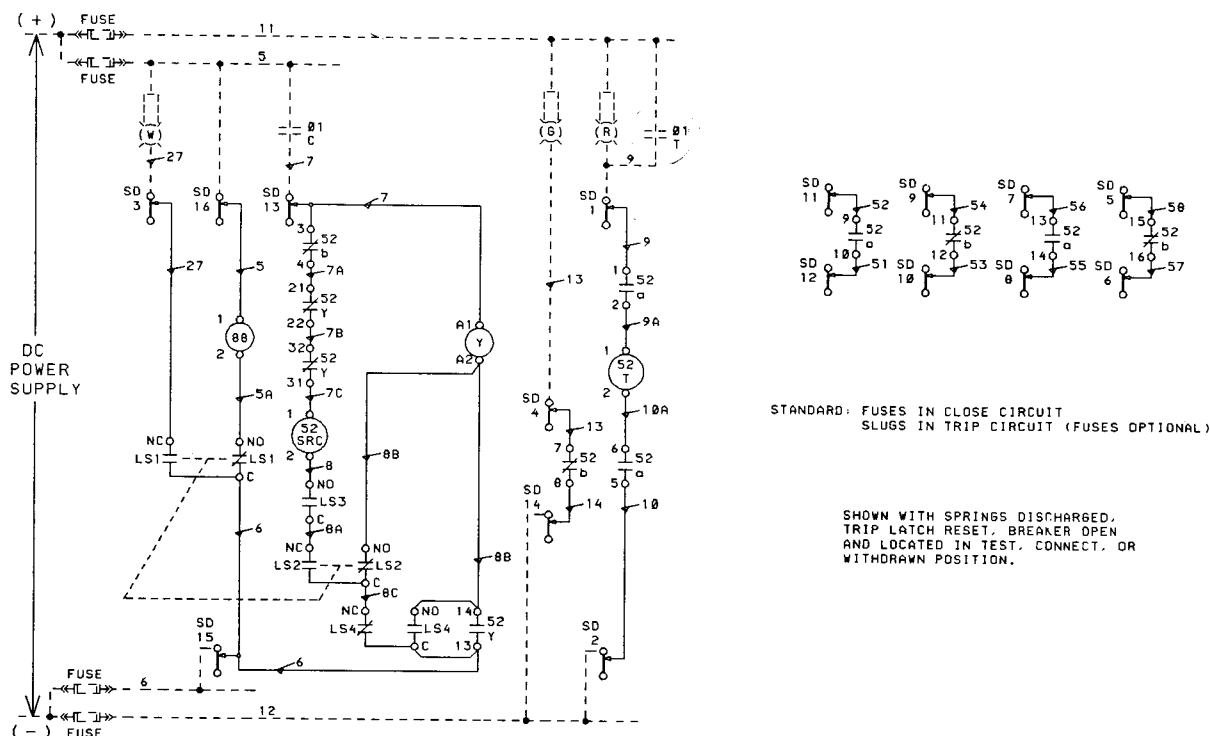 (+) FUSE 11
FUSE 5
(W) 01 C (G) (R) 01 T
27 7 9
SD 3 SD 16 SD 13 7 SD 1
SD 11 52 SD 9 54 SD 7 56 SD 5 58
9 52 a 11 52 b 13 52 a 15 52 b
10 51 12 53 14 55 16 57
SD 12 SD 10 SD 8 SD 6
3 52 b 9
4 7A
27 5 21 13 1 52 a
52 Y 2
1 88 2 22 7B A1 Y A2 9A
32 52 Y 1 52 T 2
31 7C
DC
POWER
SUPPLY
5A 1 52 SRC 2 SD 4 13 10A
STANDARD: FUSES IN CLOSE CIRCUIT
SLUGS IN TRIP CIRCUIT (FUSES OPTIONAL)
NC LS1 NO LS1 C 8 8B 7 52 b 8 6 52 a 5
NO LS3 C SD 14 14 10
6 8A
SHOWN WITH SPRINGS DISCHARGED,
TRIP LATCH RESET, BREAKER OPEN
AND LOCATED IN TEST, CONNECT, OR
WITHDRAWN POSITION.
NC LS2 NO LS2 C 8B
8C
NC LS4 NO LS4 C 14 52 Y 13
SD 15 6 SD 2
FUSE 6
(-) FUSE 12